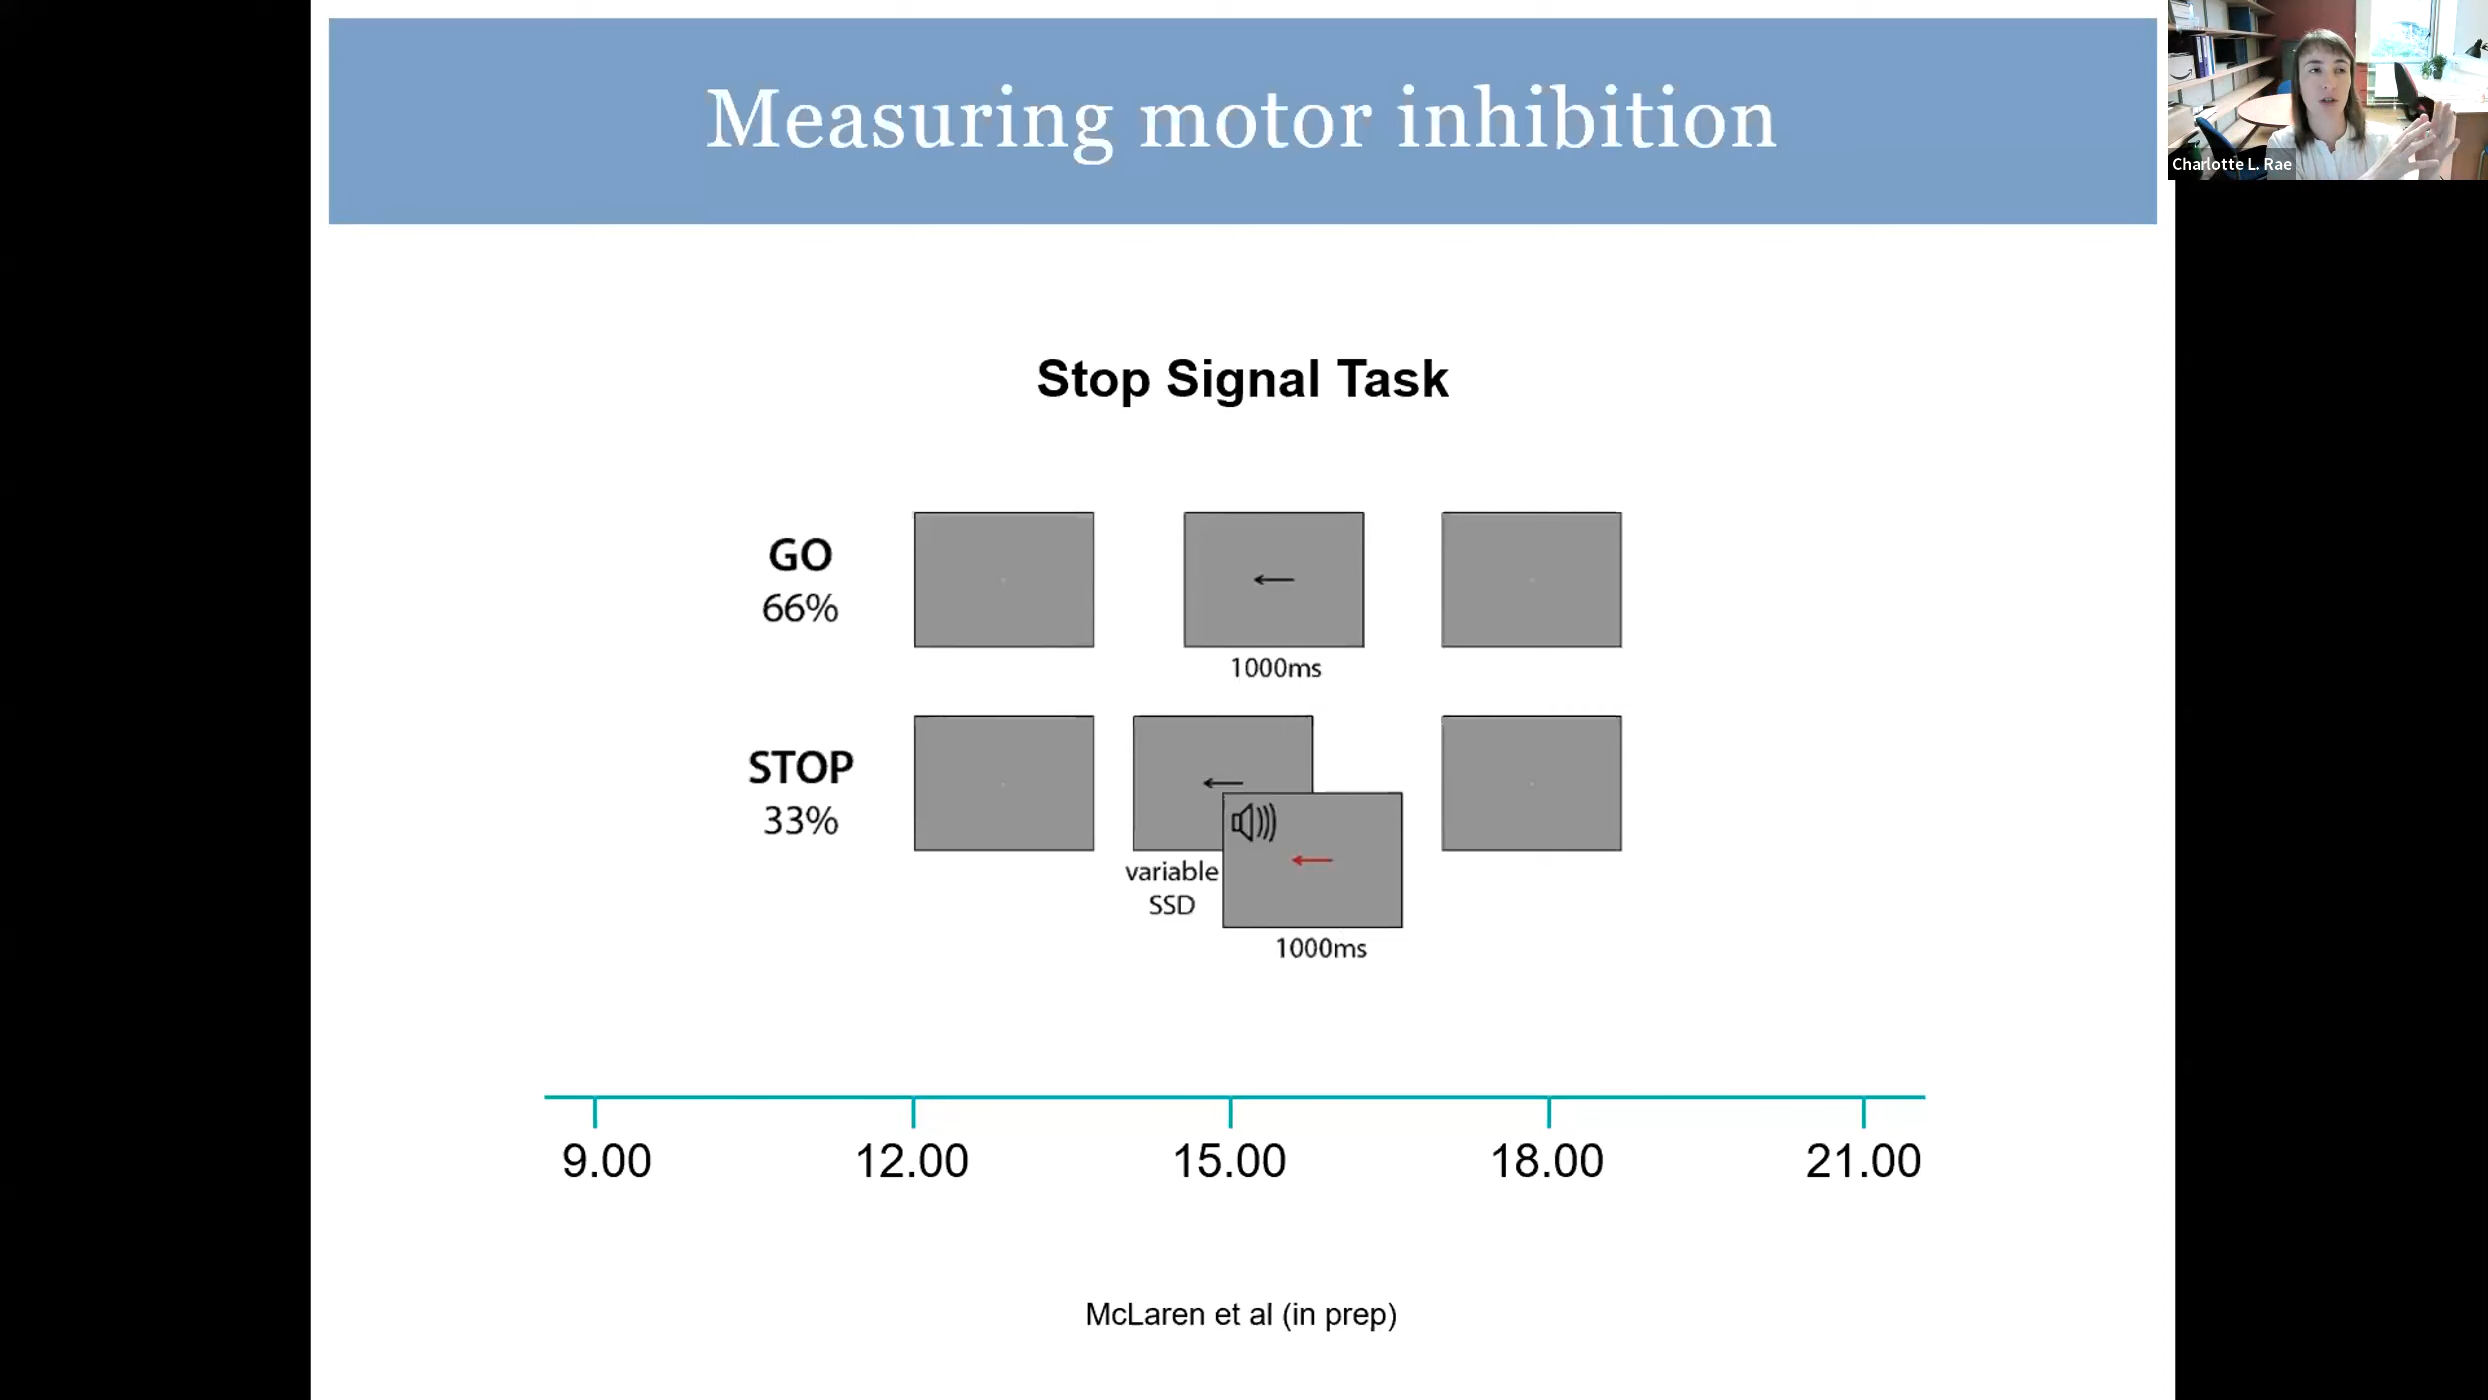 Measuring motor inhibition
Charlotte L. Rae
Stop Signal Task
GO
66%
1000ms
STOP
33%
variable
SSD
1000ms
9.00 12.00 15.00 18.00 21.00
McLaren et al (in prep)